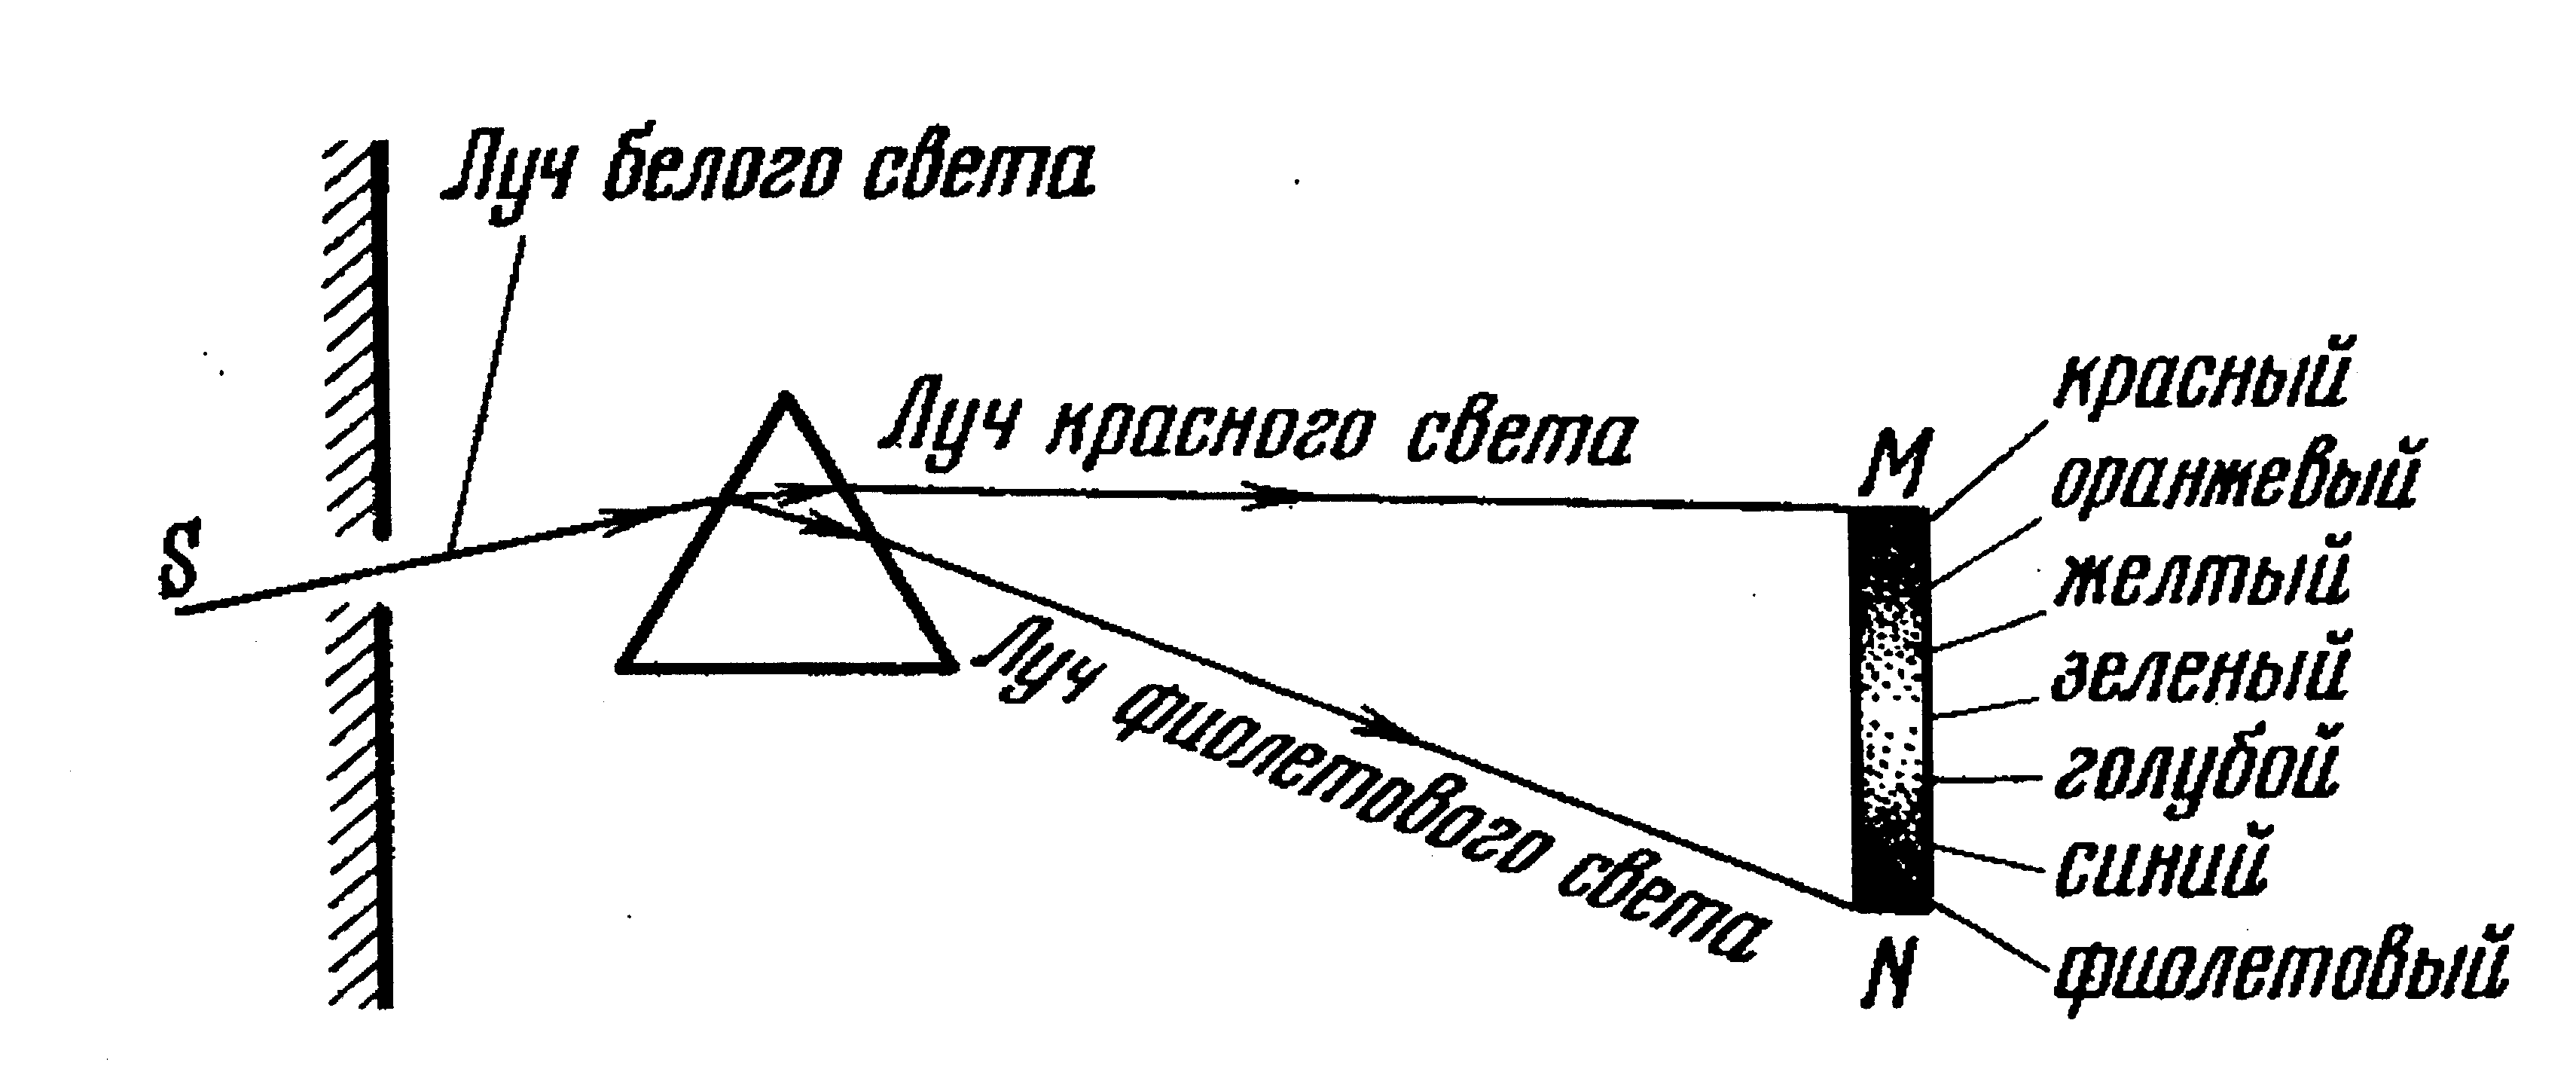 Луч белого света
S
Луч красного света
Луч фиолетового света
M
N
красный
оранжевый
желтый
зеленый
голубой
синий
фиолетовый